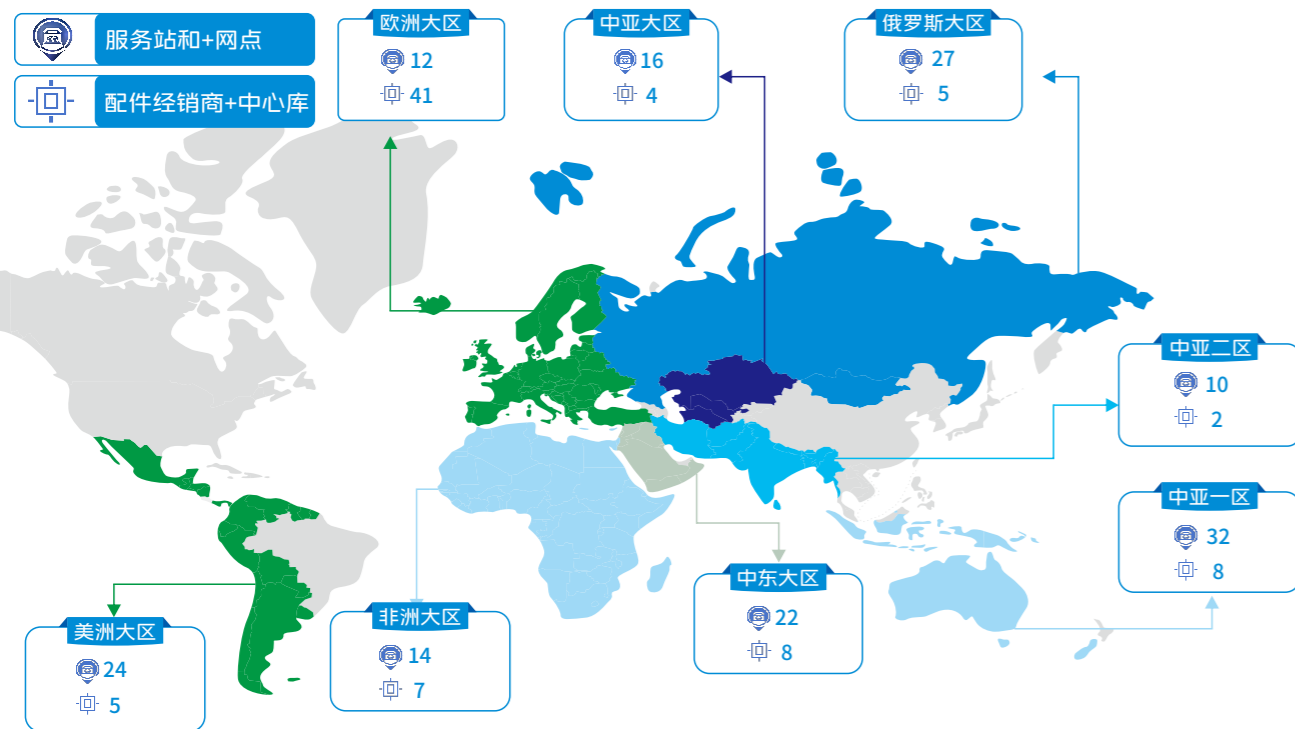 服务站和+网点
配件经销商+中心库
欧洲大区
12
41
中亚大区
16
4
俄罗斯大区
27
5
中亚二区
10
2
中亚一区
32
8
中东大区
22
8
非洲大区
14
7
美洲大区
24
5